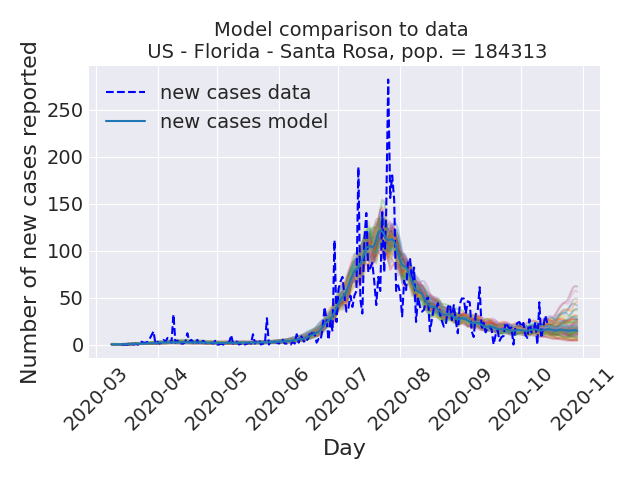 Model comparison to data
US - Florida - Santa Rosa, pop. = 184313
Number of new cases reported
250
200
150
100
50
0
new cases data
new cases model
2020-03
2020-04
2020-05
2020-06
2020-07
2020-08
2020-09
2020-10
2020-11
Day